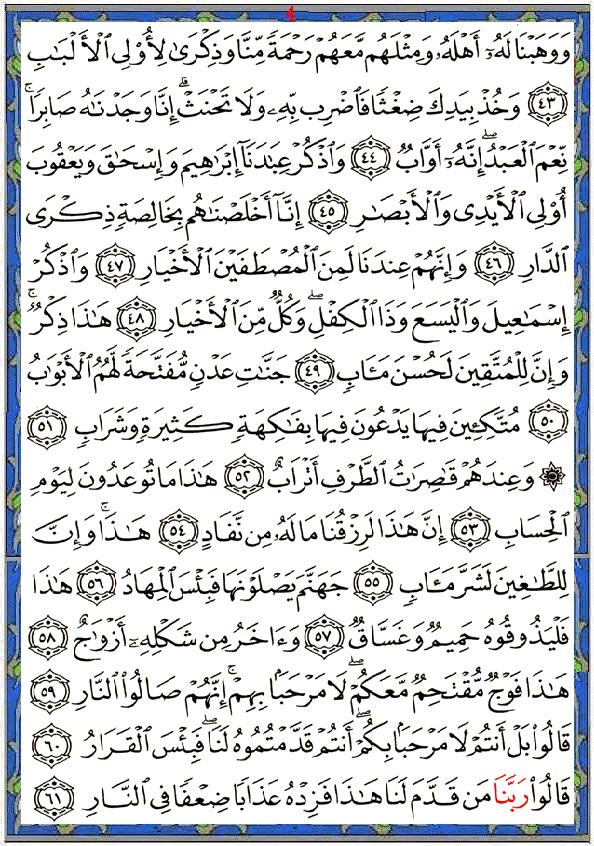 4
وَوَهَبْنَا لَهُۥٓ أَهْلَهُۥ وَمِثْلَهُم مَّعَهُمْ رَحْمَةً مِّنَّا وَذِكْرَىٰ لِأُو۟لِى ٱلْأَلْبَـٰبِ
﴿٤٣﴾ وَخُذْ بِيَدِكَ ضِغْثًا فَٱضْرِب بِّهِۦ وَلَا تَحْنَثْ ۗ إِنَّا وَجَدْنَـٰهُ صَابِرًا ۚ
نِّعْمَ ٱلْعَبْدُ ۖ إِنَّهُۥٓ أَوَّابٌ ﴿٤٤﴾ وَٱذْكُرْ عِبَـٰدَنَآ إِبْرَٰهِيمَ وَإِسْحَـٰقَ وَيَعْقُوبَ
أُو۟لِى ٱلْأَيْدِى وَٱلْأَبْصَـٰرِ ﴿٤٥﴾ إِنَّآ أَخْلَصْنَـٰهُم بِخَالِصَةٍ ذِكْرَى
ٱلدَّارِ ﴿٤٦﴾ وَإِنَّهُمْ عِندَنَا لَمِنَ ٱلْمُصْطَفَيْنَ ٱلْأَخْيَارِ ﴿٤٧﴾ وَٱذْكُرْ
إِسْمَـٰعِيلَ وَٱلْيَسَعَ وَذَا ٱلْكِفْلِ ۖ وَكُلٌّ مِّنَ ٱلْأَخْيَارِ ﴿٤٨﴾ هَـٰذَا ذِكْرٌ ۚ
وَإِنَّ لِلْمُتَّقِينَ لَحُسْنَ مَـَٔابٍ ﴿٤٩﴾ جَنَّـٰتِ عَدْنٍ مُّفَتَّحَةً لَّهُمُ ٱلْأَبْوَٰبُ
﴿٥٠﴾ مُتَّكِـِٔينَ فِيهَا يَدْعُونَ فِيهَا بِفَـٰكِهَةٍ كَثِيرَةٍ وَشَرَابٍ ﴿٥١﴾
۞ وَعِندَهُمْ قَـٰصِرَٰتُ ٱلطَّرْفِ أَتْرَابٌ ﴿٥٢﴾ هَـٰذَا مَا تُوعَدُونَ لِيَوْمِ
ٱلْحِسَابِ ﴿٥٣﴾ إِنَّ هَـٰذَا لَرِزْقُنَا مَا لَهُۥ مِن نَّفَادٍ ﴿٥٤﴾ هَـٰذَا ۚ وَإِنَّ
لِلطَّـٰغِينَ لَشَرَّ مَـَٔابٍ ﴿٥٥﴾ جَهَنَّمَ يَصْلَوْنَهَا فَبِئْسَ ٱلْمِهَادُ ﴿٥٦﴾ هَـٰذَا
فَلْيَذُوقُوهُ حَمِيمٌ وَغَسَّاقٌ ﴿٥٧﴾ وَءَاخَرُ مِن شَكْلِهِۦٓ أَزْوَٰجٌ ﴿٥٨﴾
هَـٰذَا فَوْجٌ مُّقْتَحِمٌ مَّعَكُمْ ۖ لَا مَرْحَبًۢا بِهِمْ ۚ إِنَّهُمْ صَالُوا۟ ٱلنَّارِ ﴿٥٩﴾
قَالُوا۟ بَلْ أَنتُمْ لَا مَرْحَبًۢا بِكُمْ ۖ أَنتُمْ قَدَّمْتُمُوهُ لَنَا ۖ فَبِئْسَ ٱلْقَرَارُ ﴿٦٠﴾
قَالُوا۟ رَبَّنَا مَن قَدَّمَ لَنَا هَـٰذَا فَزِدْهُ عَذَابًا ضِعْفًا فِى ٱلنَّارِ ﴿٦١﴾